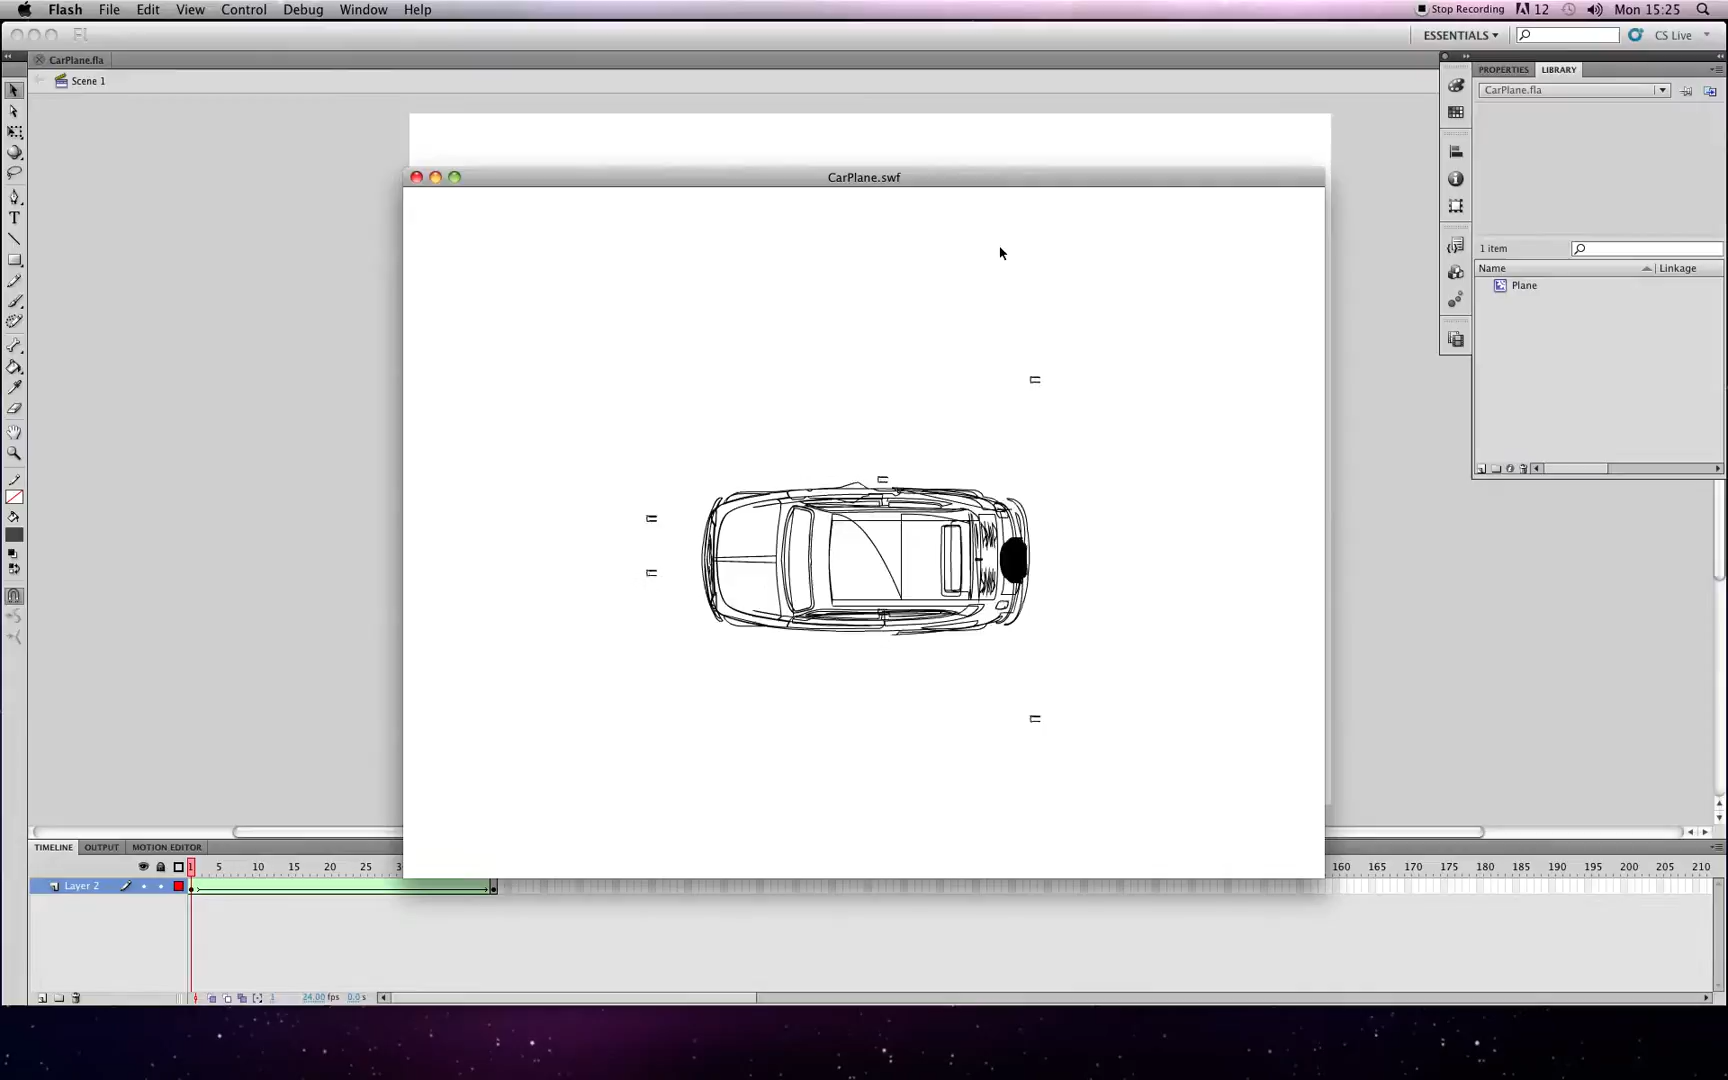 Flash File Edit View Control Debug Window Help Stop Recording 12 Mon 15:25
Fl ESSENTIALS CS Live
CarPlane.fla
Scene 1
PROPERTIES LIBRARY
CarPlane.fla
1 item
Name Linkage
Plane
CarPlane.swf
TIMELINE OUTPUT MOTION EDITOR
1 5 10 15 20 25 160 165 170 175 180 185 190 195 200 205 210
Layer 2
1 24.00 fps 0.0 s